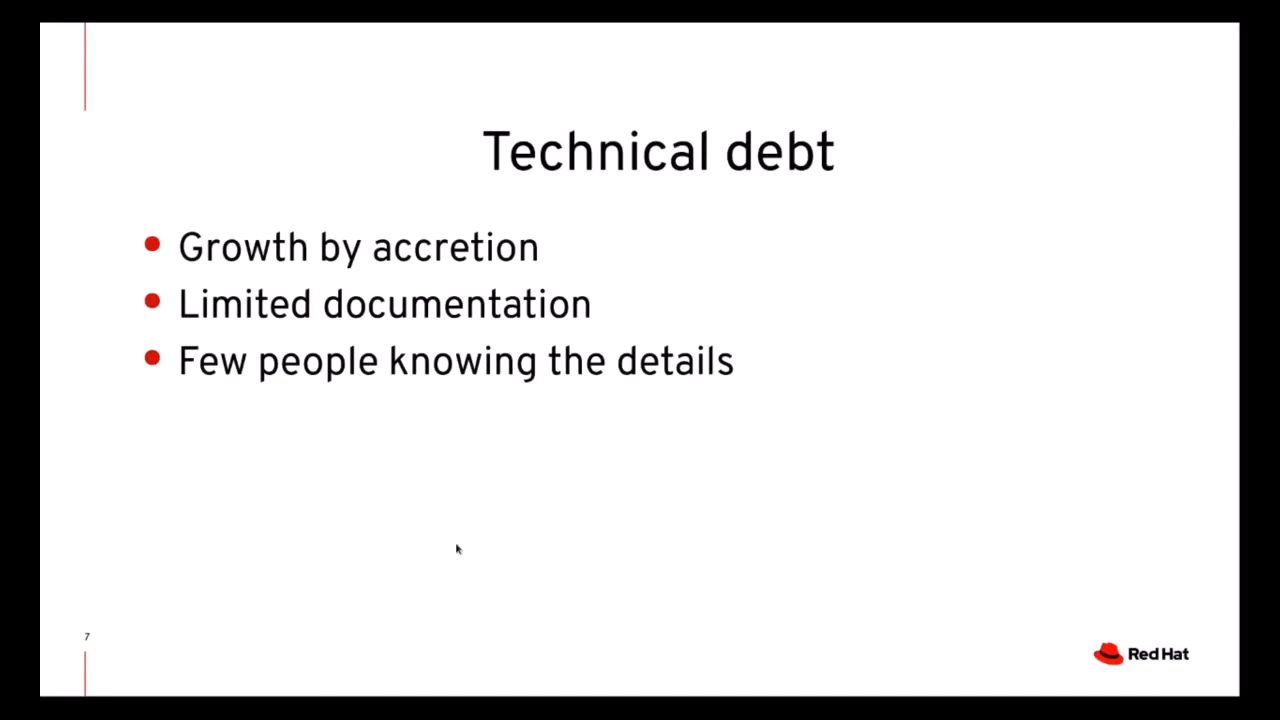 Technical debt
Growth by accretion
Limited documentation
Few people knowing the details
7
Red Hat